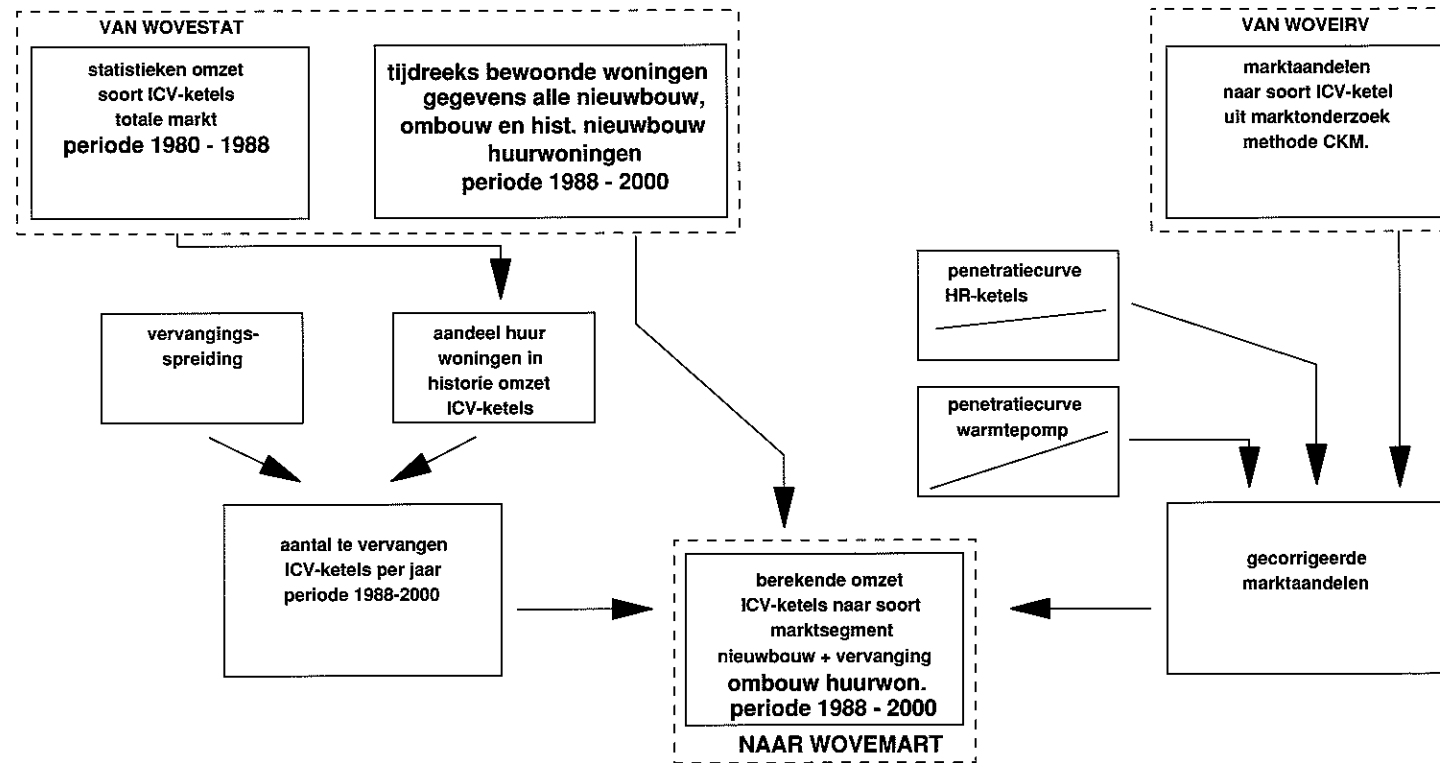 VAN WOVESTAT
statistieken omzet
soort ICV-ketels
totale markt
periode 1980 - 1988
tijdreeks bewoonde woningen
gegevens alle nieuwbouw,
ombouw en hist. nieuwbouw
huurwoningen
periode 1988 - 2000
VAN WOVEIRV
marktaandelen
naar soort ICV-ketel
uit marktonderzoek
methode CKM.
penetratiecurve
HR-ketels
vervangings-
spreiding
aandeel huur
woningen in
historie omzet
ICV-ketels
penetratiecurve
warmtepomp
aantal te vervangen
ICV-ketels per jaar
periode 1988-2000
berekende omzet
ICV-ketels naar soort
marktsegment
nieuwbouw + vervanging
ombouw huurwon.
periode 1988 - 2000
NAAR WOVEMART
gecorrigeerde
marktaandelen